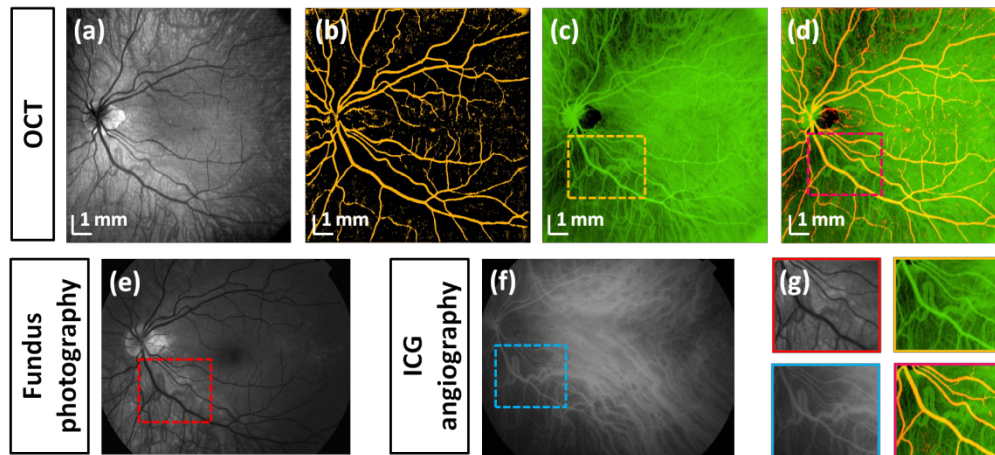 OCT
(a)
(b)
(c)
(d)
1 mm
1 mm
1 mm
1 mm
Fundus
photography
(e)
ICG
angiography
(f)
(g)